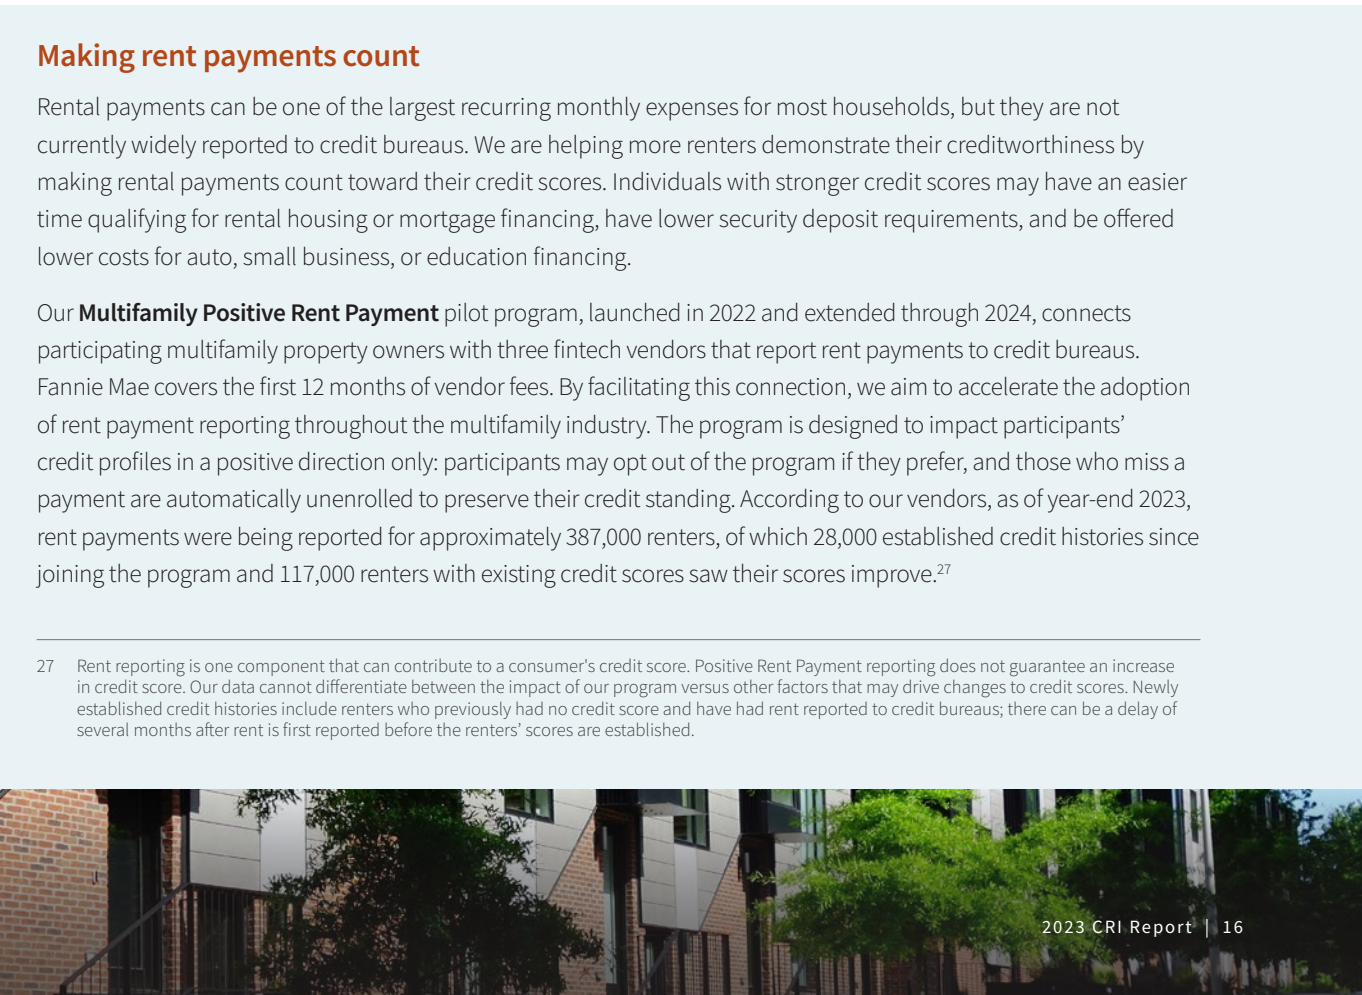 Making rent payments count
Rental payments can be one of the largest recurring monthly expenses for most households, but they are not
currently widely reported to credit bureaus. We are helping more renters demonstrate their creditworthiness by
making rental payments count toward their credit scores. Individuals with stronger credit scores may have an easier
time qualifying for rental housing or mortgage financing, have lower security deposit requirements, and be offered
lower costs for auto, small business, or education financing.
Our Multifamily Positive Rent Payment pilot program, launched in 2022 and extended through 2024, connects
participating multifamily property owners with three fintech vendors that report rent payments to credit bureaus.
Fannie Mae covers the first 12 months of vendor fees. By facilitating this connection, we aim to accelerate the adoption
of rent payment reporting throughout the multifamily industry. The program is designed to impact participants’
credit profiles in a positive direction only: participants may opt out of the program if they prefer, and those who miss a
payment are automatically unenrolled to preserve their credit standing. According to our vendors, as of year-end 2023,
rent payments were being reported for approximately 387,000 renters, of which 28,000 established credit histories since
joining the program and 117,000 renters with existing credit scores saw their scores improve.27
27 Rent reporting is one component that can contribute to a consumer's credit score. Positive Rent Payment reporting does not guarantee an increase
in credit score. Our data cannot differentiate between the impact of our program versus other factors that may drive changes to credit scores. Newly
established credit histories include renters who previously had no credit score and have had rent reported to credit bureaus; there can be a delay of
several months after rent is first reported before the renters’ scores are established.
2023 CRI Report | 16